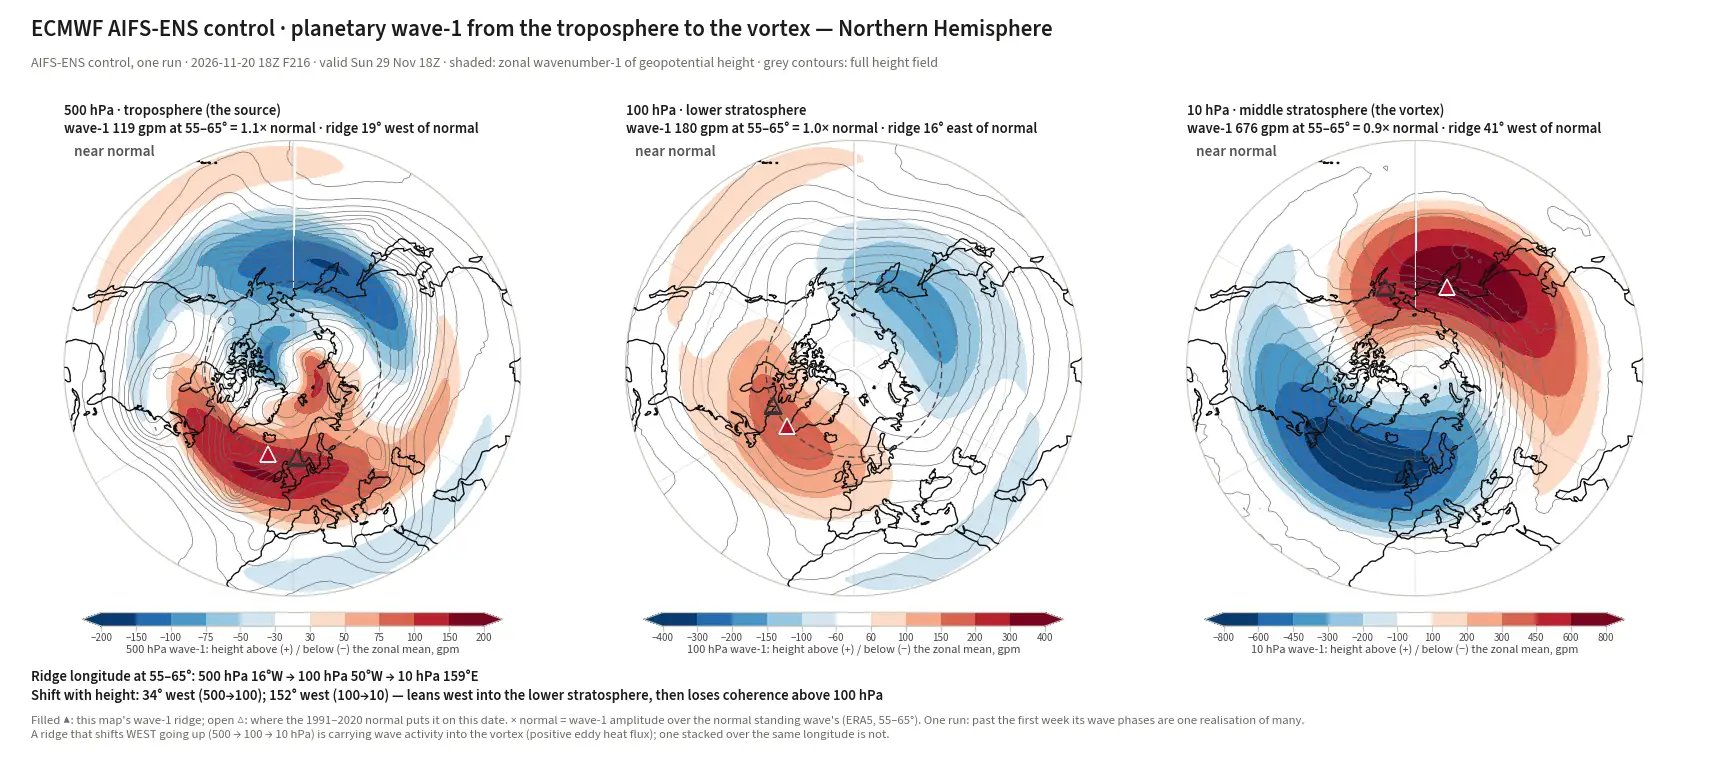 ECMWF AIFS-ENS control · planetary wave-1 from the troposphere to the vortex — Northern Hemisphere
AIFS-ENS control, one run · 2026-11-20 18Z F216 · valid Sun 29 Nov 18Z · shaded: zonal wavenumber-1 of geopotential height · grey contours: full height field
500 hPa · troposphere (the source)
wave-1 119 gpm at 55–65° = 1.1× normal · ridge 19° west of normal
near normal
100 hPa · lower stratosphere
wave-1 180 gpm at 55–65° = 1.0× normal · ridge 16° east of normal
near normal
10 hPa · middle stratosphere (the vortex)
wave-1 676 gpm at 55–65° = 0.9× normal · ridge 41° west of normal
near normal
−200 −150 −100 −75 −50 −30 30 50 75 100 150 200
500 hPa wave-1: height above (+) / below (−) the zonal mean, gpm
−400 −300 −200 −150 −100 −60 60 100 150 200 300 400
100 hPa wave-1: height above (+) / below (−) the zonal mean, gpm
−800 −600 −450 −300 −200 −100 100 200 300 450 600 800
10 hPa wave-1: height above (+) / below (−) the zonal mean, gpm
Ridge longitude at 55–65°: 500 hPa 16°W → 100 hPa 50°W → 10 hPa 159°E
Shift with height: 34° west (500→100); 152° west (100→10) — leans west into the lower stratosphere, then loses coherence above 100 hPa
Filled ▲: this map's wave-1 ridge; open △: where the 1991–2020 normal puts it on this date. × normal = wave-1 amplitude over the normal standing wave's (ERA5, 55–65°). One run: past the first week its wave phases are one realisation of many.
A ridge that shifts WEST going up (500 → 100 → 10 hPa) is carrying wave activity into the vortex (positive eddy heat flux); one stacked over the same longitude is not.